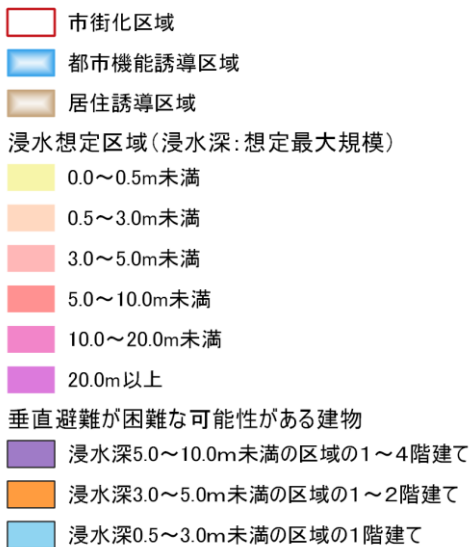 市街化区域
都市機能誘導区域
居住誘導区域
浸水想定区域(浸水深:想定最大規模)
0.0～0.5m未満
0.5～3.0m未満
3.0～5.0m未満
5.0～10.0m未満
10.0～20.0m未満
20.0m以上
垂直避難が困難な可能性がある建物
浸水深5.0～10.0m未満の区域の1～4階建て
浸水深3.0～5.0m未満の区域の1～2階建て
浸水深0.5～3.0m未満の区域の1階建て